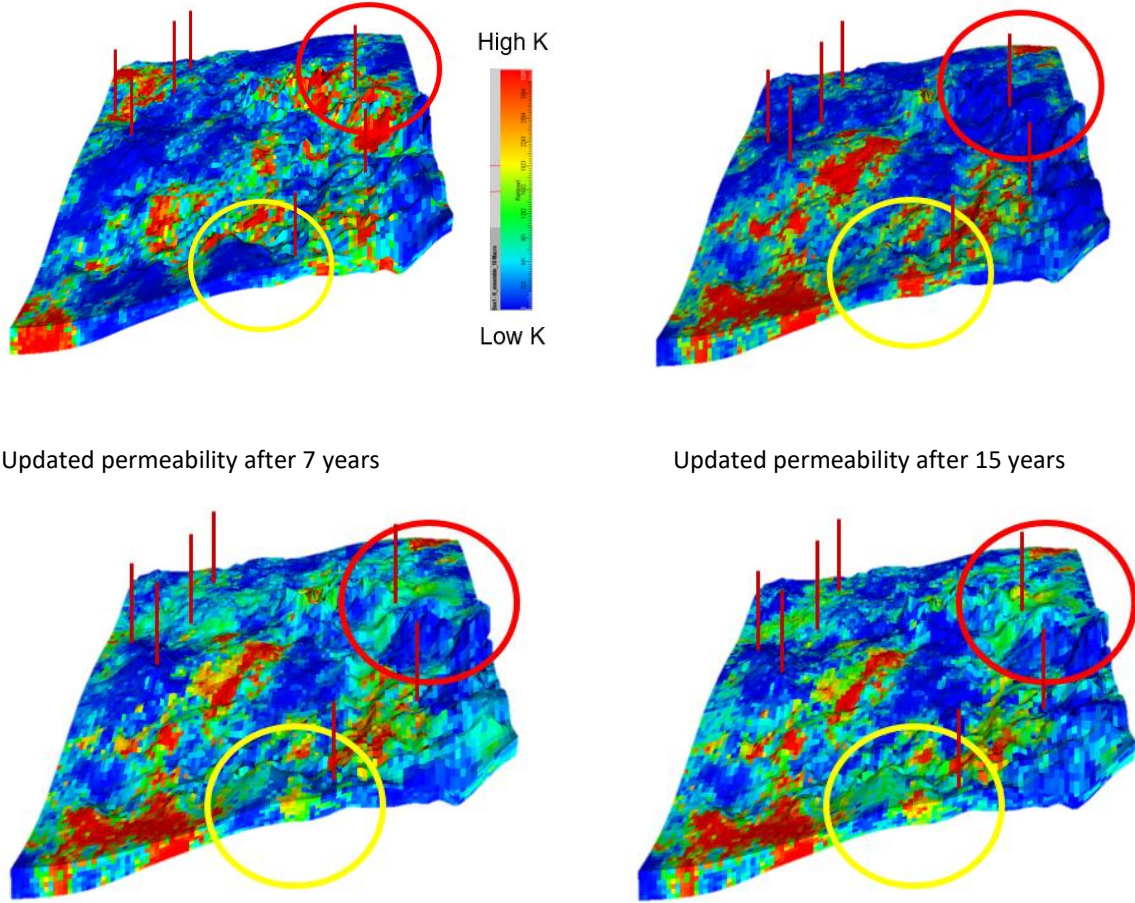 High K
Low K
Updated permeability after 7 years
Updated permeability after 15 years